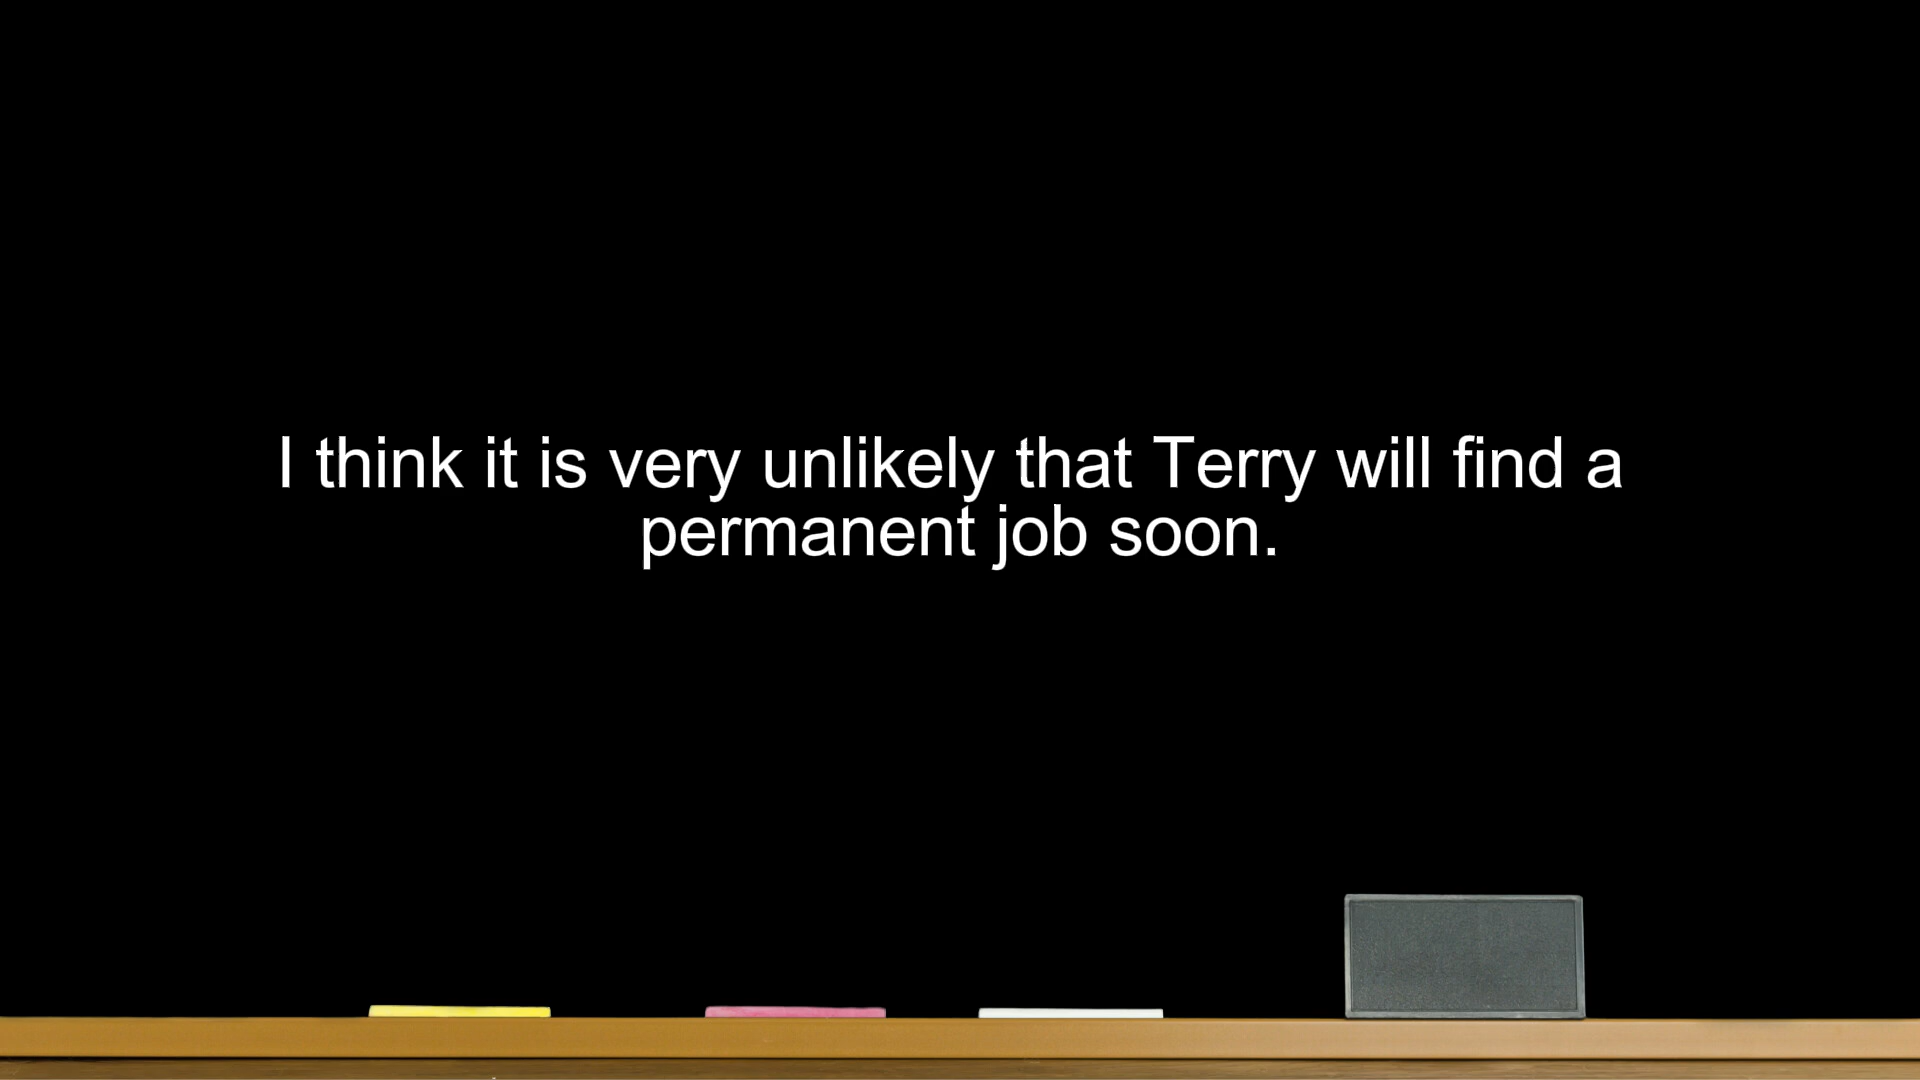 I think it is very unlikely that Terry will find a
permanent job soon.